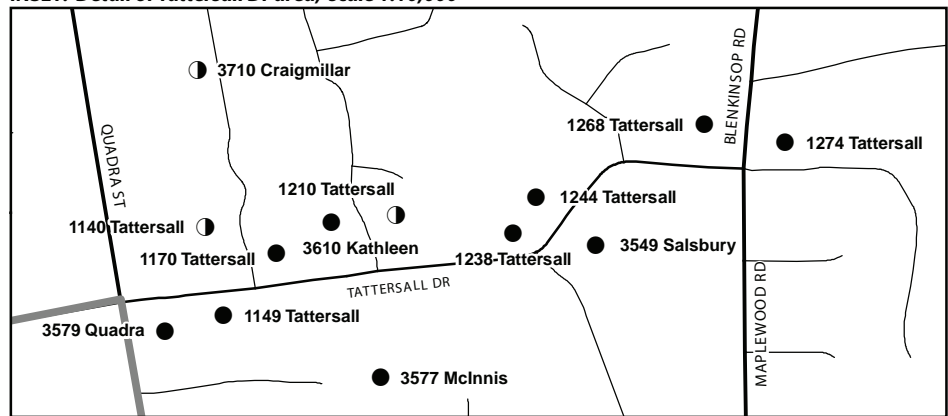 3710 Craigmillar
BLENKINSOP RD
1268 Tattersall
1274 Tattersall
QUADRA ST
1210 Tattersall
1244 Tattersall
1140 Tattersall
3610 Kathleen
3549 Salsbury
1170 Tattersall
1238-Tattersall
TATTERSALL DR
MAPLEWOOD RD
1149 Tattersall
3579 Quadra
3577 McInnis